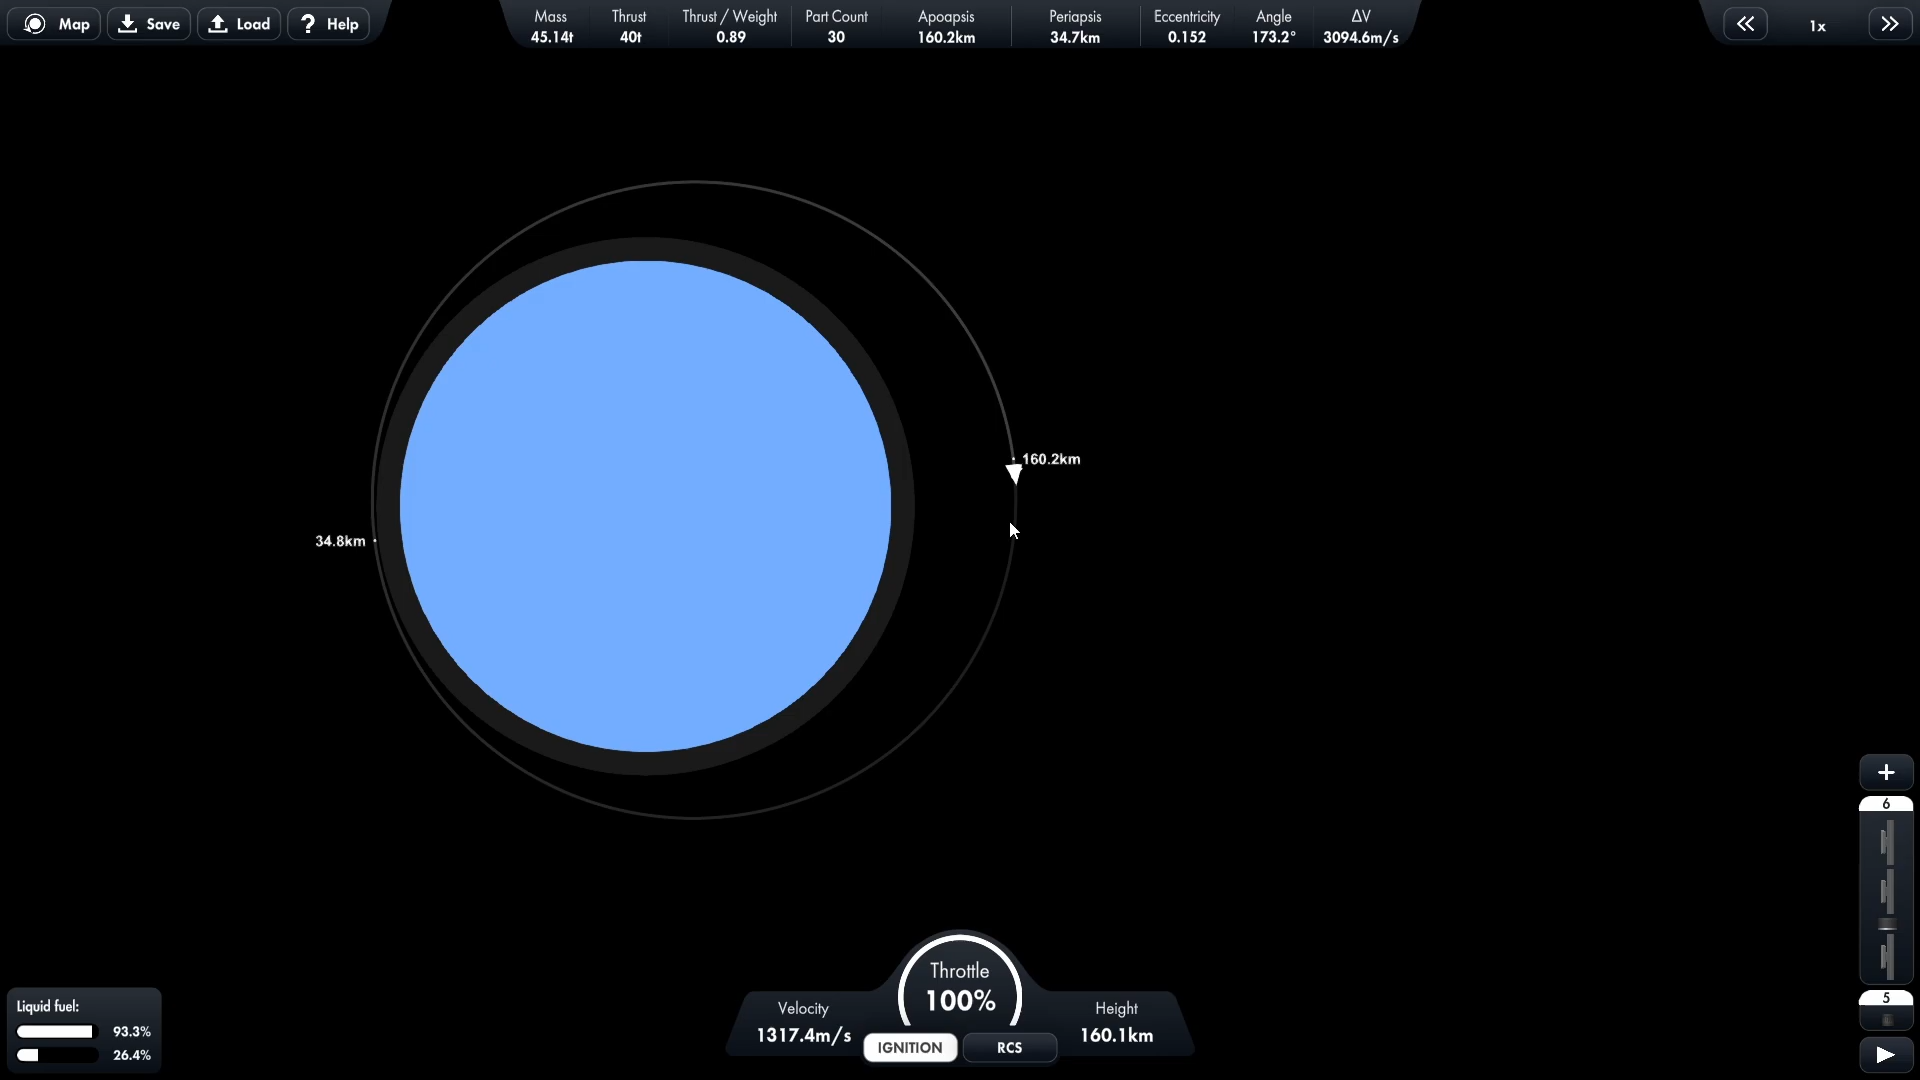 Map Save Load Help
Mass Thrust Thrust / Weight Part Count Apoapsis Periapsis Eccentricity Angle ΔV
45.14t 40t 0.89 30 160.2km 34.7km 0.152 173.2° 3094.6m/s
1x
160.2km
34.8km
6
5
Throttle
100%
Velocity
1317.4m/s
Height
160.1km
IGNITION RCS
Liquid fuel:
93.3%
26.4%